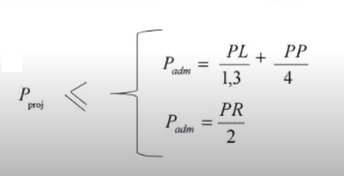 P_adm = PL/1,3 + PP/4
P_proj ≤
P_adm = PR/2